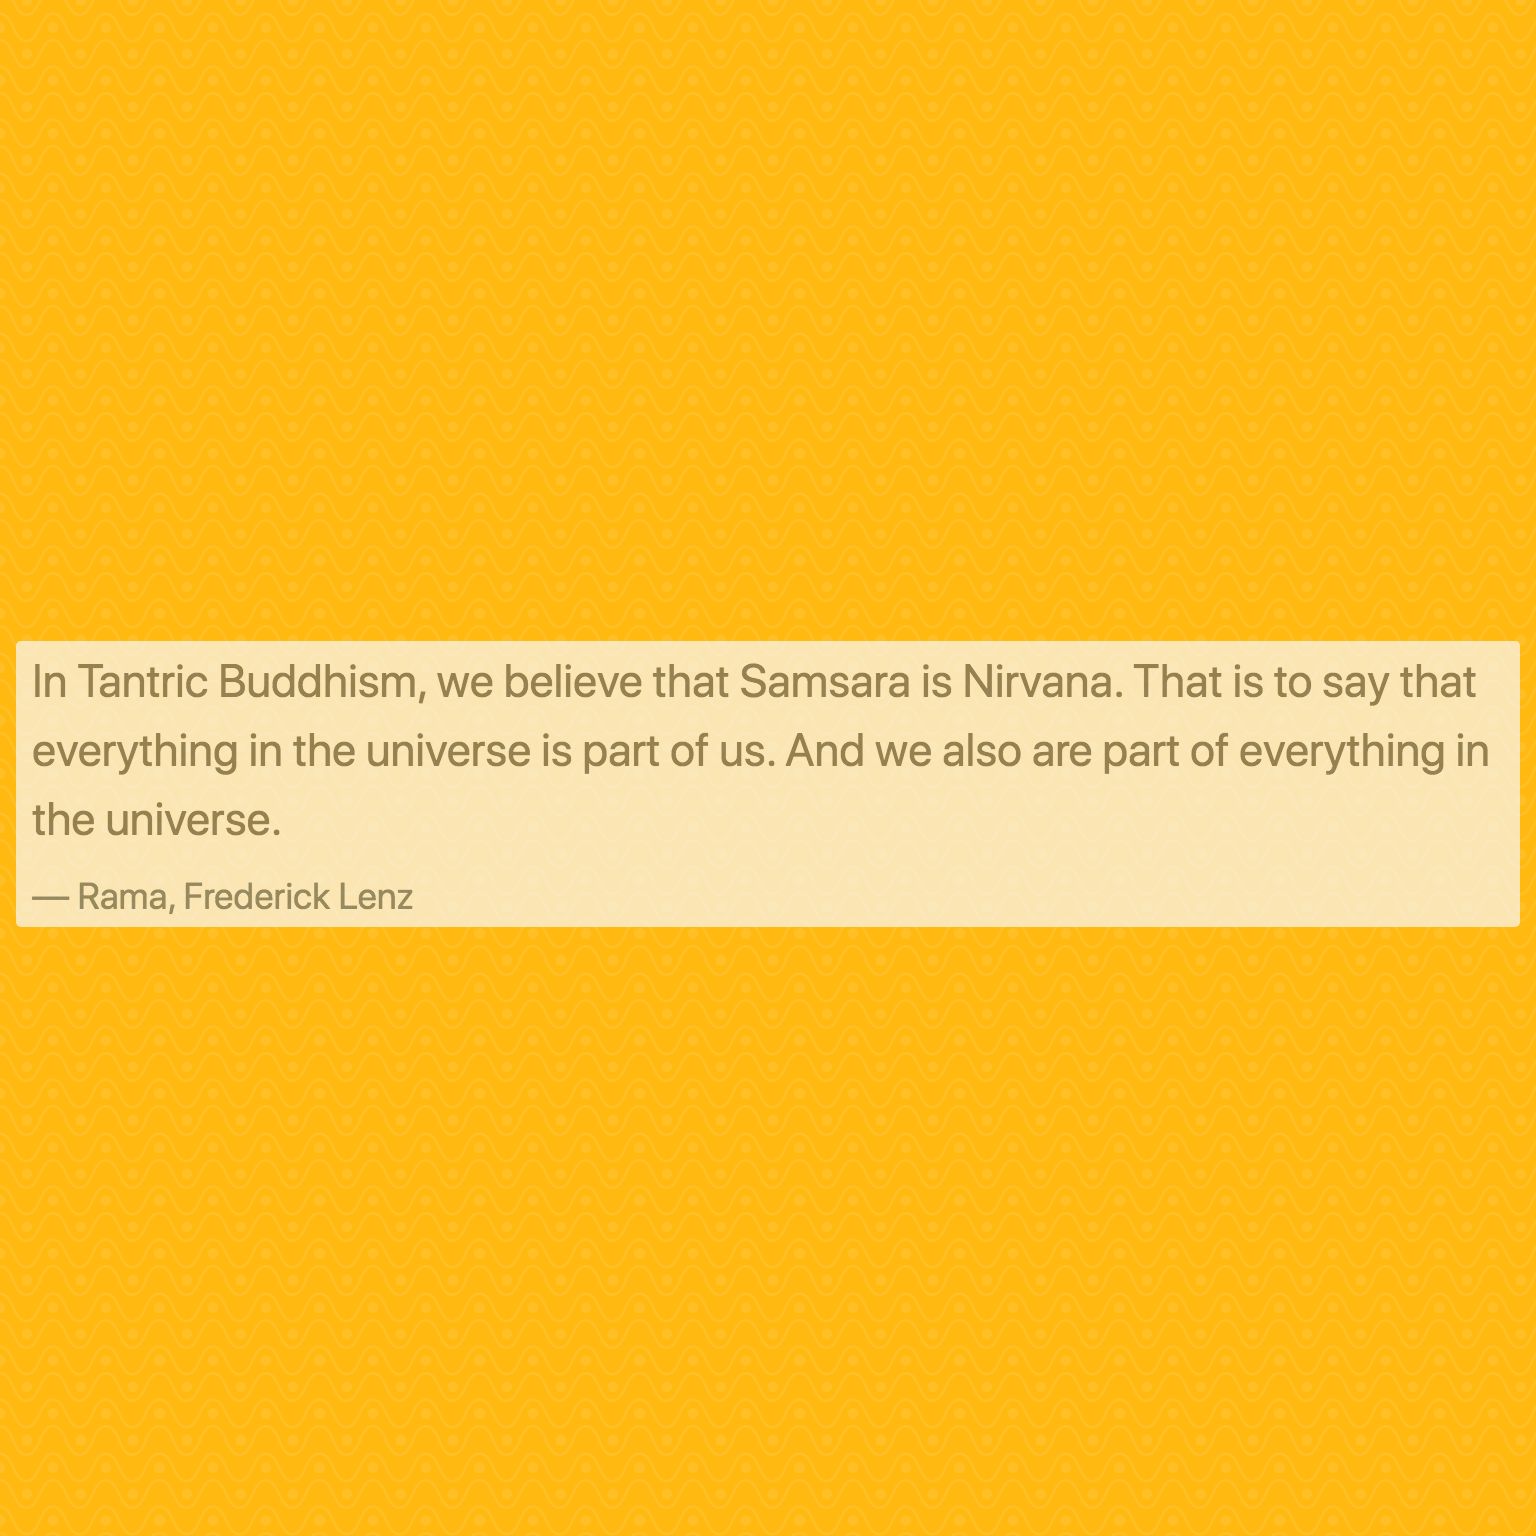 In Tantric Buddhism, we believe that Samsara is Nirvana. That is to say that
everything in the universe is part of us. And we also are part of everything in
the universe.
— Rama, Frederick Lenz